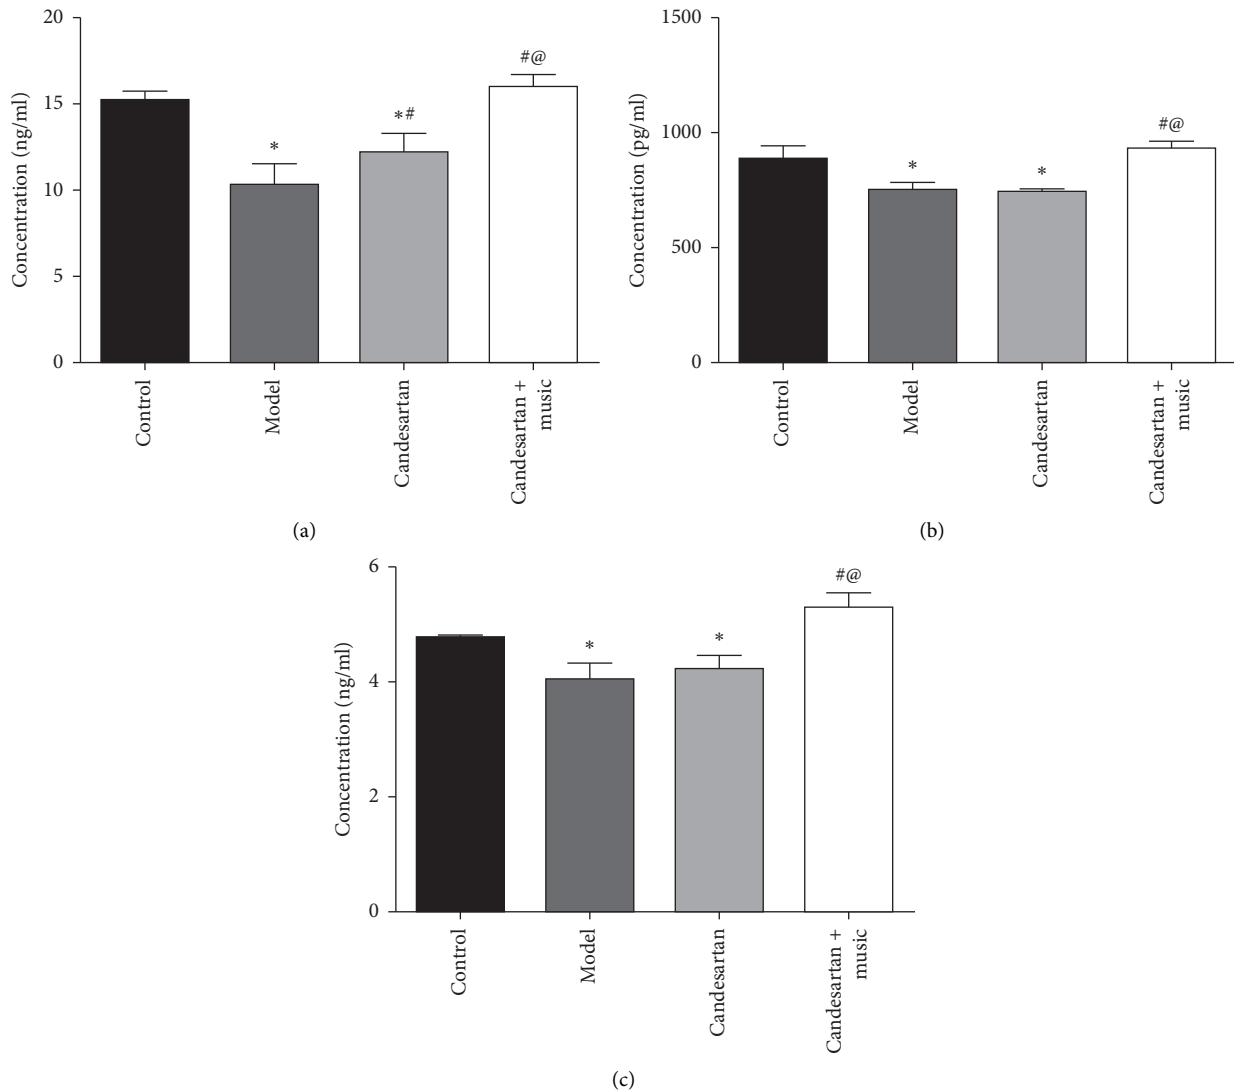 20
15
10
5
0
Concentration (ng/ml)
*
*#
#@
Control
Model
Candesartan
Candesartan +
music
(a)
1500
1000
500
0
Concentration (pg/ml)
*
*
#@
Control
Model
Candesartan
Candesartan +
music
(b)
6
4
2
0
Concentration (ng/ml)
*
*
#@
Control
Model
Candesartan
Candesartan +
music
(c)